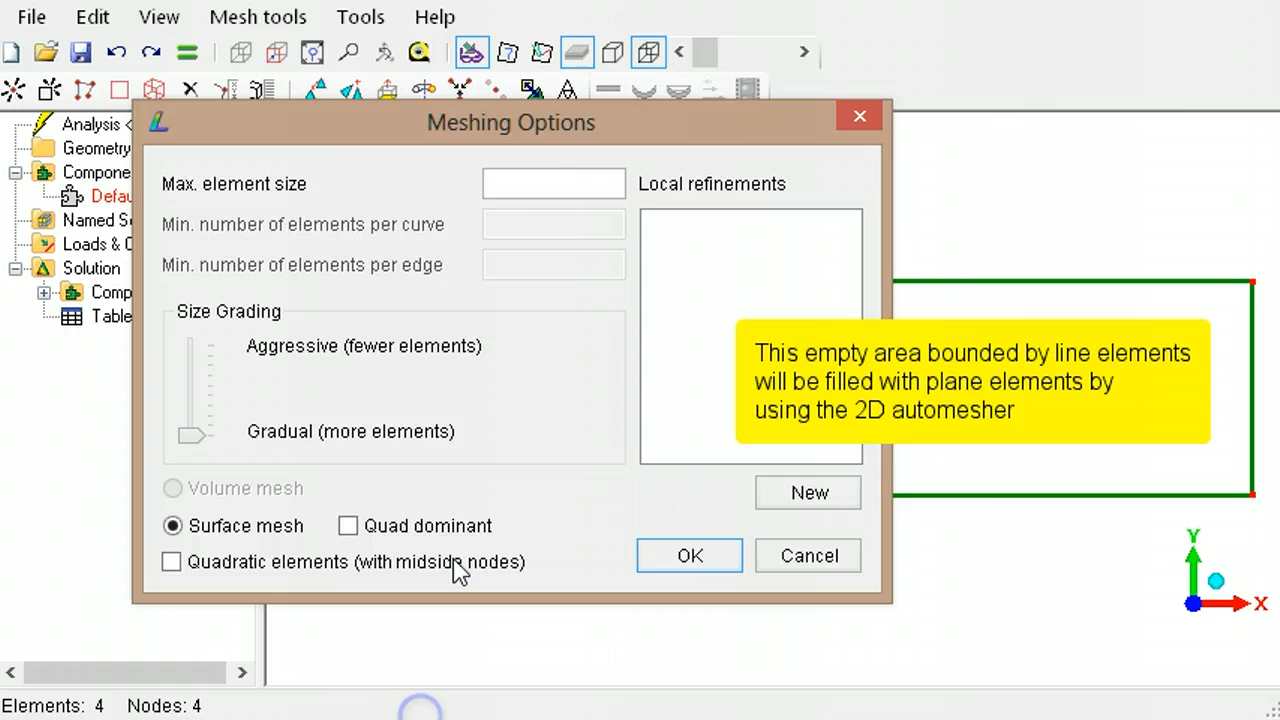 File Edit View Mesh tools Tools Help
Meshing Options
Analysis <
Geometry
Compone
Defau
Named Se
Loads & C
Solution
Comp
Table
Max. element size
Min. number of elements per curve
Min. number of elements per edge
Size Grading
Aggressive (fewer elements)
Gradual (more elements)
Volume mesh
Surface mesh Quad dominant
Quadratic elements (with midside nodes)
Local refinements
New
OK Cancel
This empty area bounded by line elements
will be filled with plane elements by
using the 2D automesher
Y
X
Elements: 4 Nodes: 4